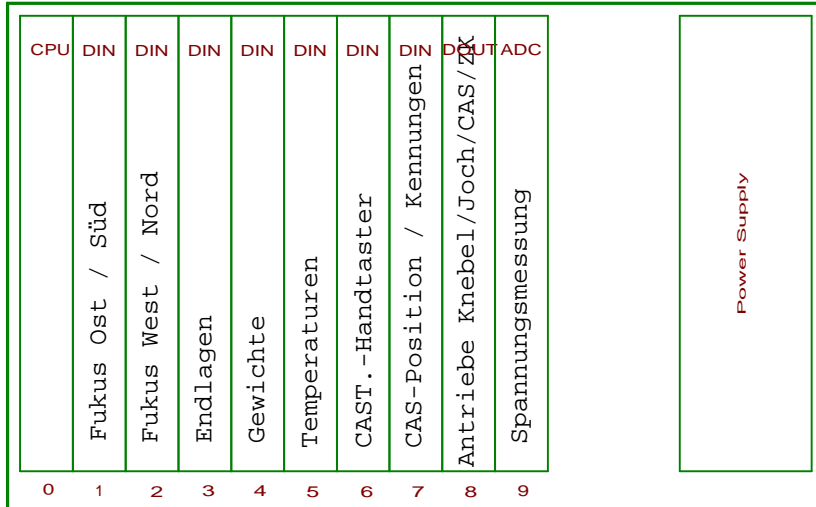 CPU DIN DIN DIN DIN DIN DIN DIN DOUT ADC
Fukus Ost / Süd
Fukus West / Nord
Endlagen
Gewichte
Temperaturen
CAST.-Handtaster
CAS-Position / Kennungen
Antriebe Knebel/Joch/CAS/ZK
Spannungsmessung
Power Supply
0 1 2 3 4 5 6 7 8 9